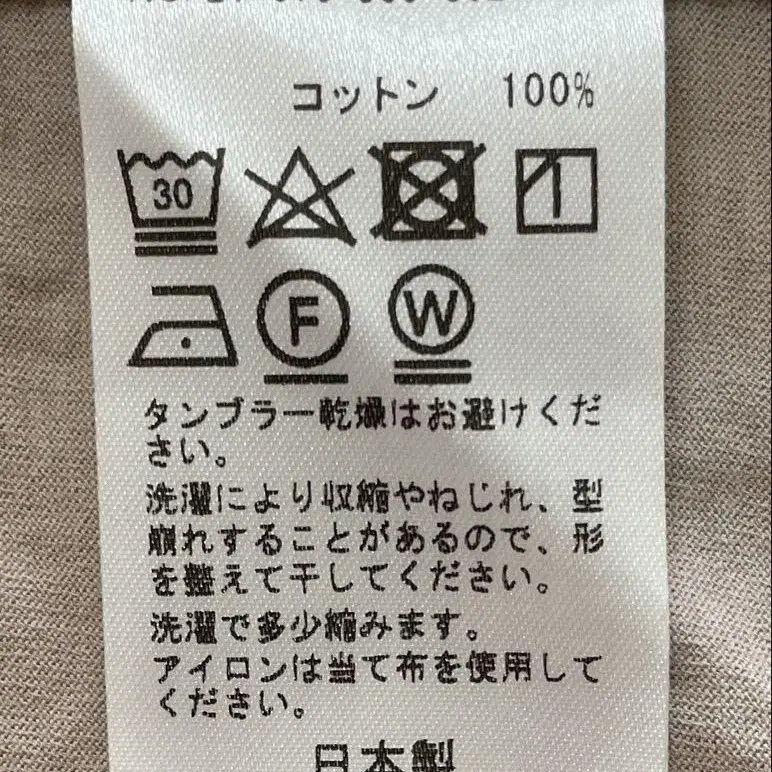 コットン 100%
30
F W
タンブラー乾燥はお避けくだ
さい。
洗濯により収縮やねじれ、型
崩れすることがあるので、形
を整えて干してください。
洗濯で多少縮みます。
アイロンは当て布を使用して
ください。
日本製